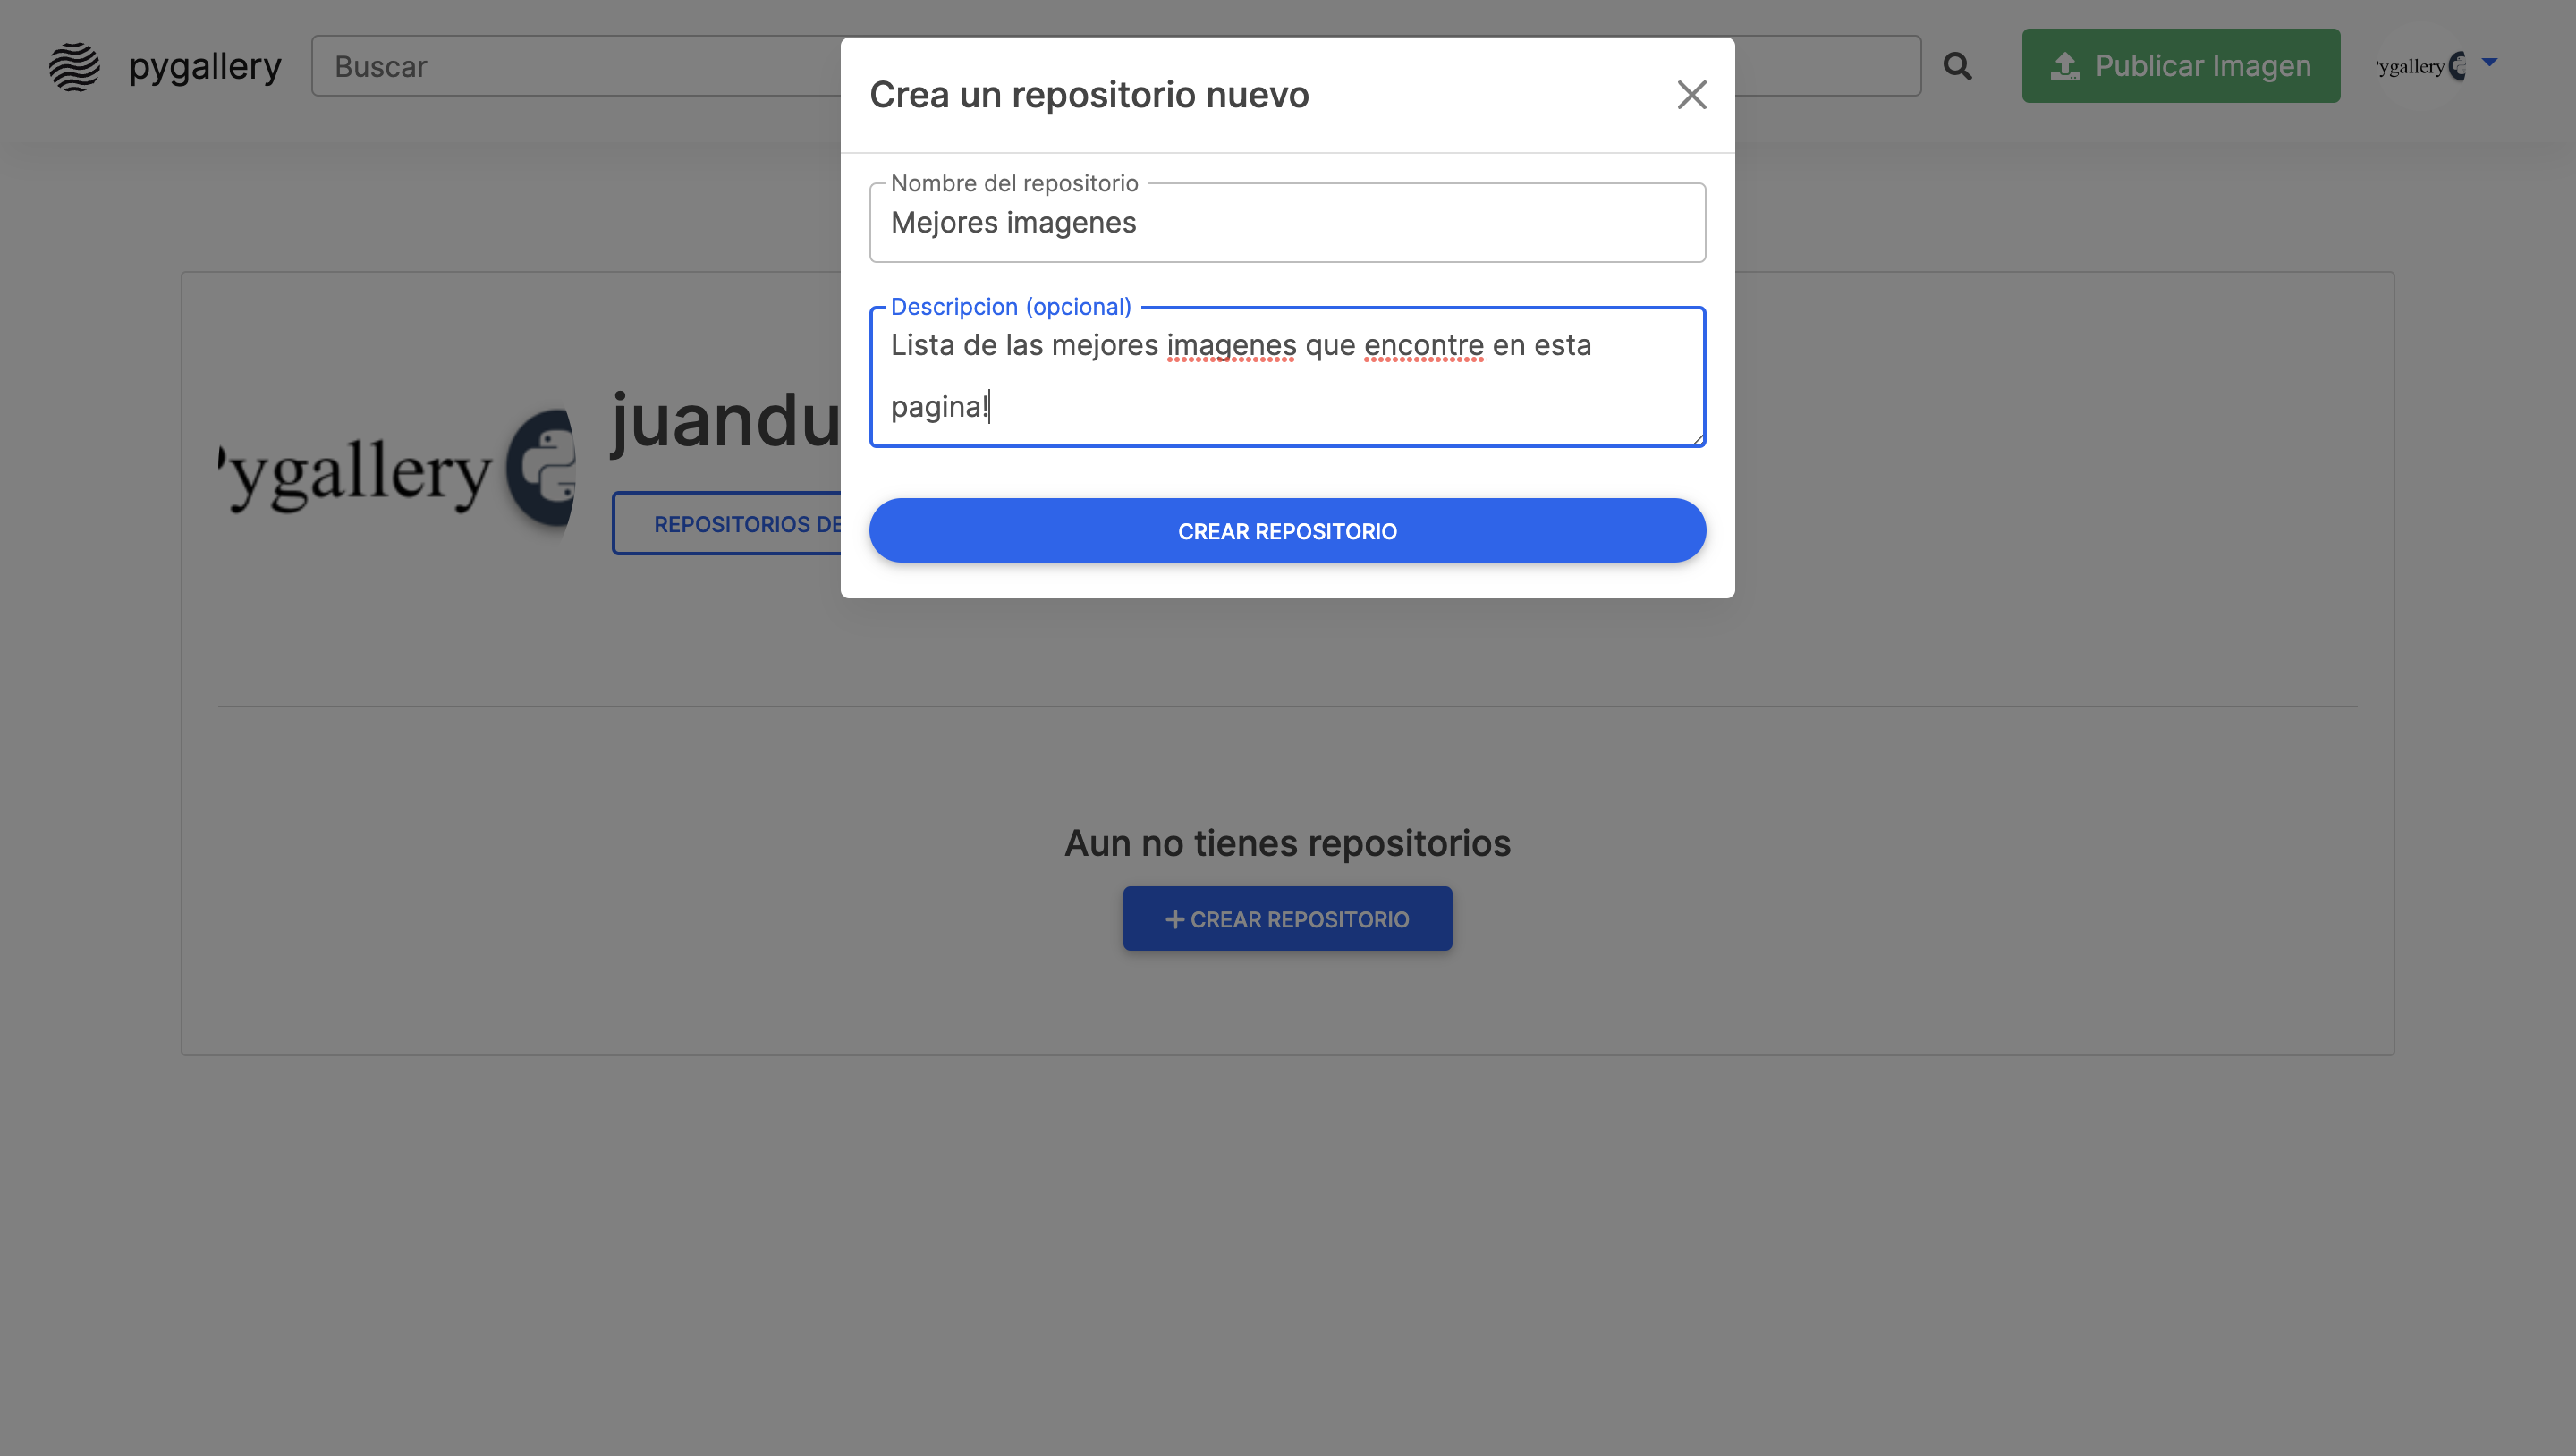 pygallery
Buscar
Publicar Imagen
ygallery
Crea un repositorio nuevo
Nombre del repositorio
Mejores imagenes
Descripcion (opcional)
Lista de las mejores imagenes que encontre en esta
pagina!
CREAR REPOSITORIO
ygallery
juandu
REPOSITORIOS DE
Aun no tienes repositorios
CREAR REPOSITORIO